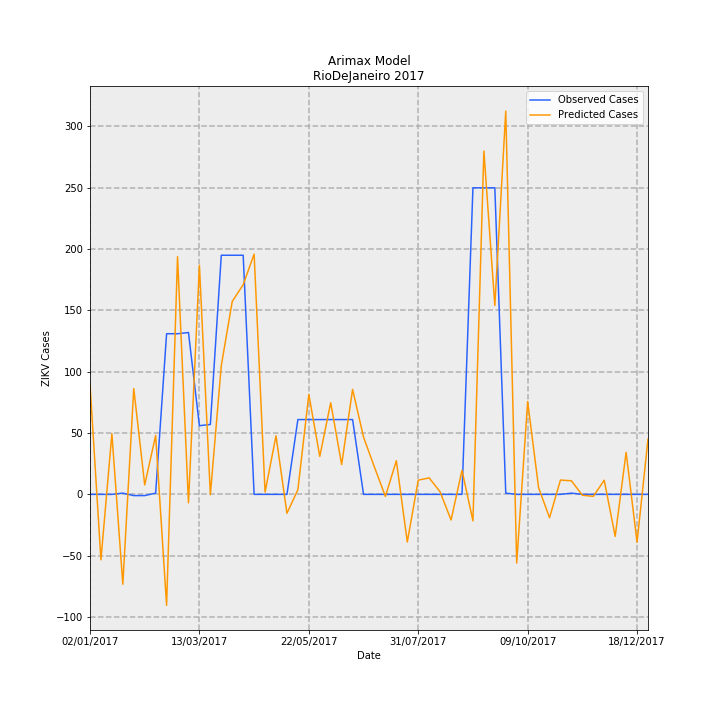 Arimax Model
RioDeJaneiro 2017
Observed Cases
Predicted Cases
ZIKV Cases
300
250
200
150
100
50
0
−50
−100
02/01/2017 13/03/2017 22/05/2017 31/07/2017 09/10/2017 18/12/2017
Date